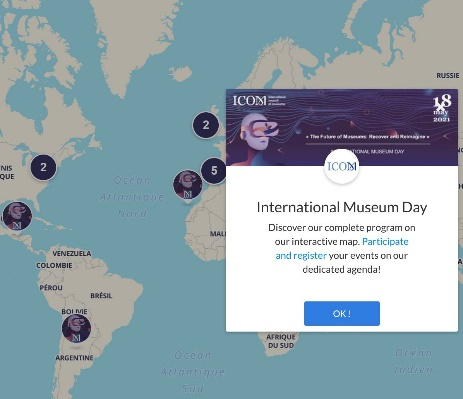 RUSSIE
ICOM international council of museums
18
may
2021
« The Future of Museums: Recover and Reimagine »
NATIONAL MUSEUM DAY
ICOM
2
2
5
Océan
Atlantique
Nord
International Museum Day
Discover our complete program on
our interactive map. Participate
and register your events on our
dedicated agenda!
OK !
MALI
VENEZUELA
COLOMBIE
PÉROU
BRÉSIL
BOLIVIE
ARGENTINE
AFRIQUE
DU SUD
Océan
Atlantique
Sud
Océan
Indien